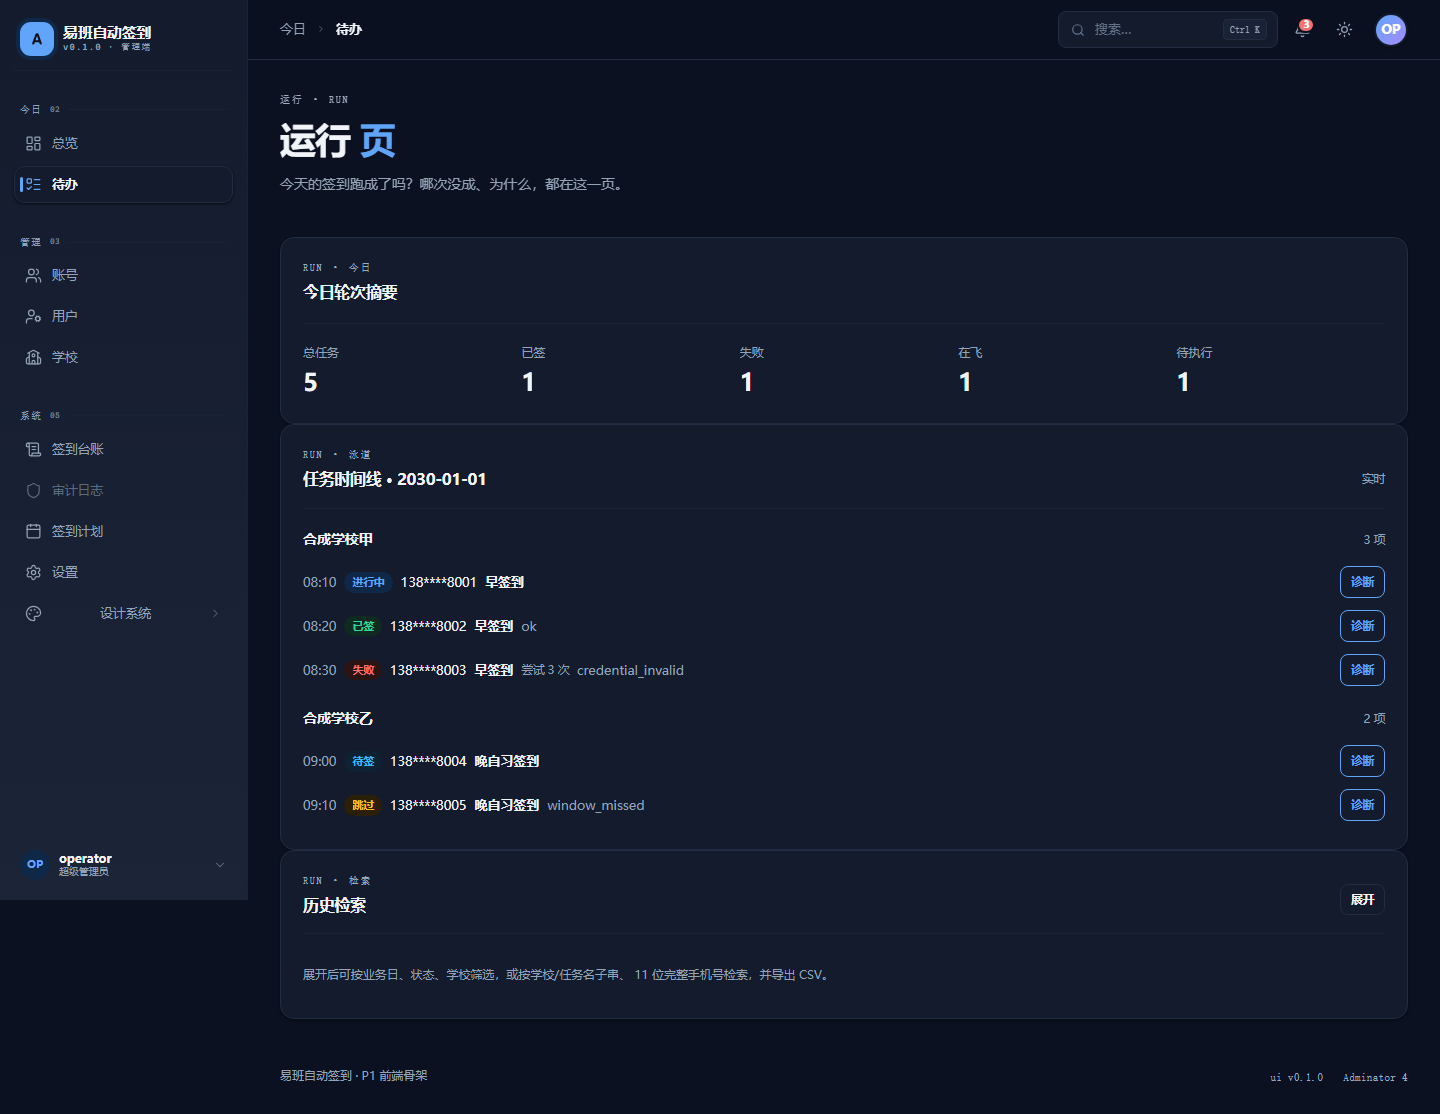 A
易班自动签到
v0.1.0 · 管理端
今日 02
总览
待办
管理 03
账号
用户
学校
系统 05
签到台账
审计日志
签到计划
设置
设计系统
OP
operator
超级管理员
今日 › 待办
搜索...
Ctrl K
3
OP
运行 • RUN
运行 页
今天的签到跑成了吗？哪次没成、为什么，都在这一页。
RUN • 今日
今日轮次摘要
总任务 已签 失败 在飞 待执行
5 1 1 1 1
RUN • 泳道
任务时间线 • 2030-01-01
实时
合成学校甲 3 项
08:10 进行中 138****8001 早签到 诊断
08:20 已签 138****8002 早签到 ok 诊断
08:30 失败 138****8003 早签到 尝试 3 次 credential_invalid 诊断
合成学校乙 2 项
09:00 待签 138****8004 晚自习签到 诊断
09:10 跳过 138****8005 晚自习签到 window_missed 诊断
RUN • 检索
历史检索
展开
展开后可按业务日、状态、学校筛选，或按学校/任务名子串、 11 位完整手机号检索，并导出 CSV。
易班自动签到 · P1 前端骨架
ui v0.1.0 Adminator 4